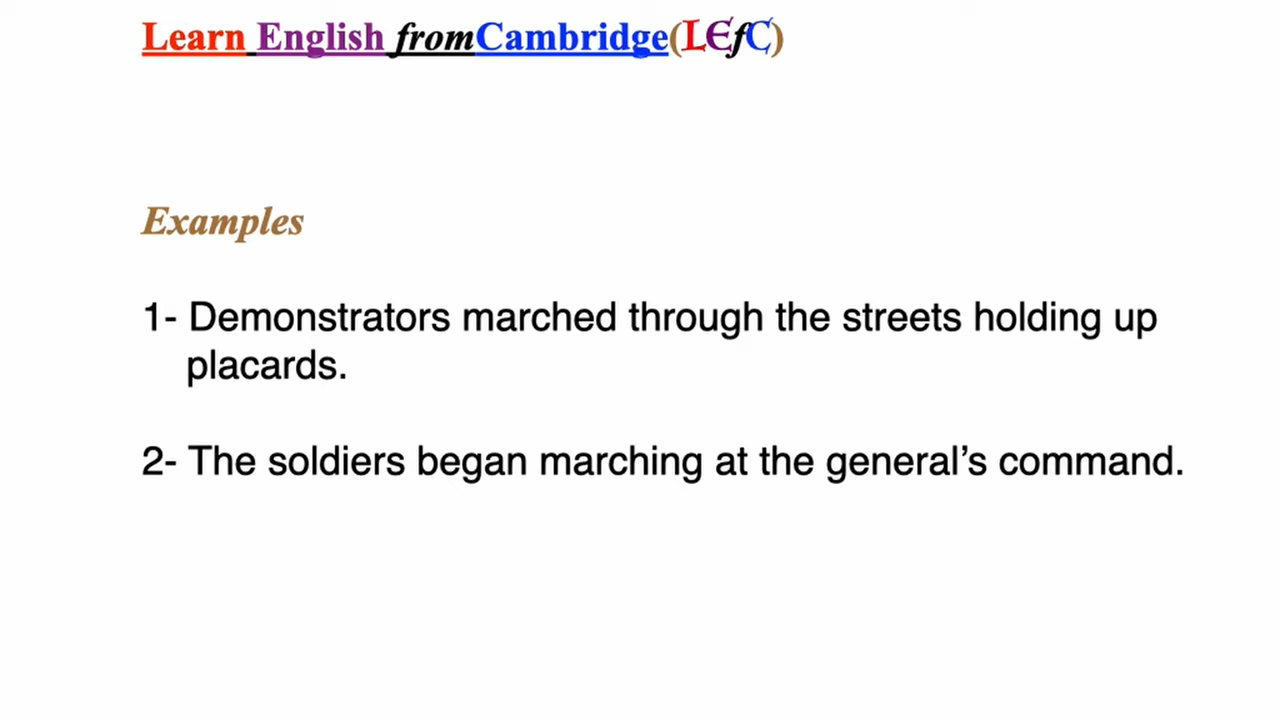 Learn English fromCambridge(LEfC)
Examples
1- Demonstrators marched through the streets holding up
placards.
2- The soldiers began marching at the general’s command.